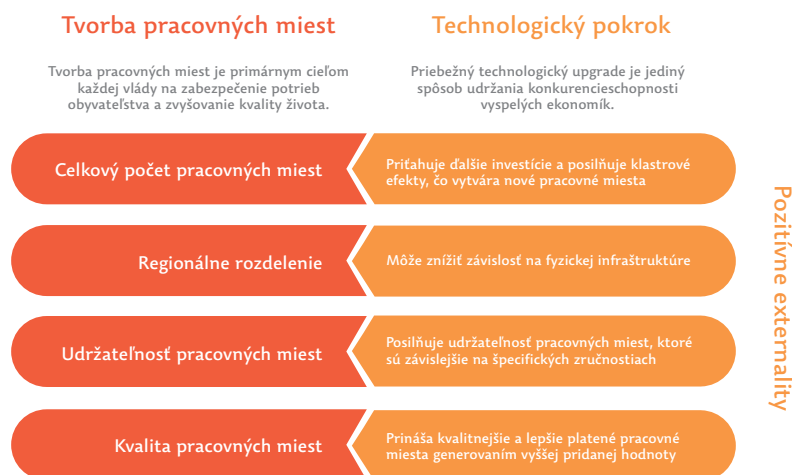 Tvorba pracovných miest
Technologický pokrok
Tvorba pracovných miest je primárnym cieľom
každej vlády na zabezpečenie potrieb
obyvateľstva a zvyšovanie kvality života.
Priebežný technologický upgrade je jediný
spôsob udržania konkurencieschopnosti
vyspelých ekonomík.
Celkový počet pracovných miest
Priťahuje ďalšie investície a posilňuje klastrové
efekty, čo vytvára nové pracovné miesta
Regionálne rozdelenie
Môže znížiť závislosť na fyzickej infraštruktúre
Udržateľnosť pracovných miest
Posilňuje udržateľnosť pracovných miest, ktoré
sú závislejšie na špecifických zručnostiach
Kvalita pracovných miest
Prináša kvalitnejšie a lepšie platené pracovné
miesta generovaním vyššej pridanej hodnoty
Pozitívne externality